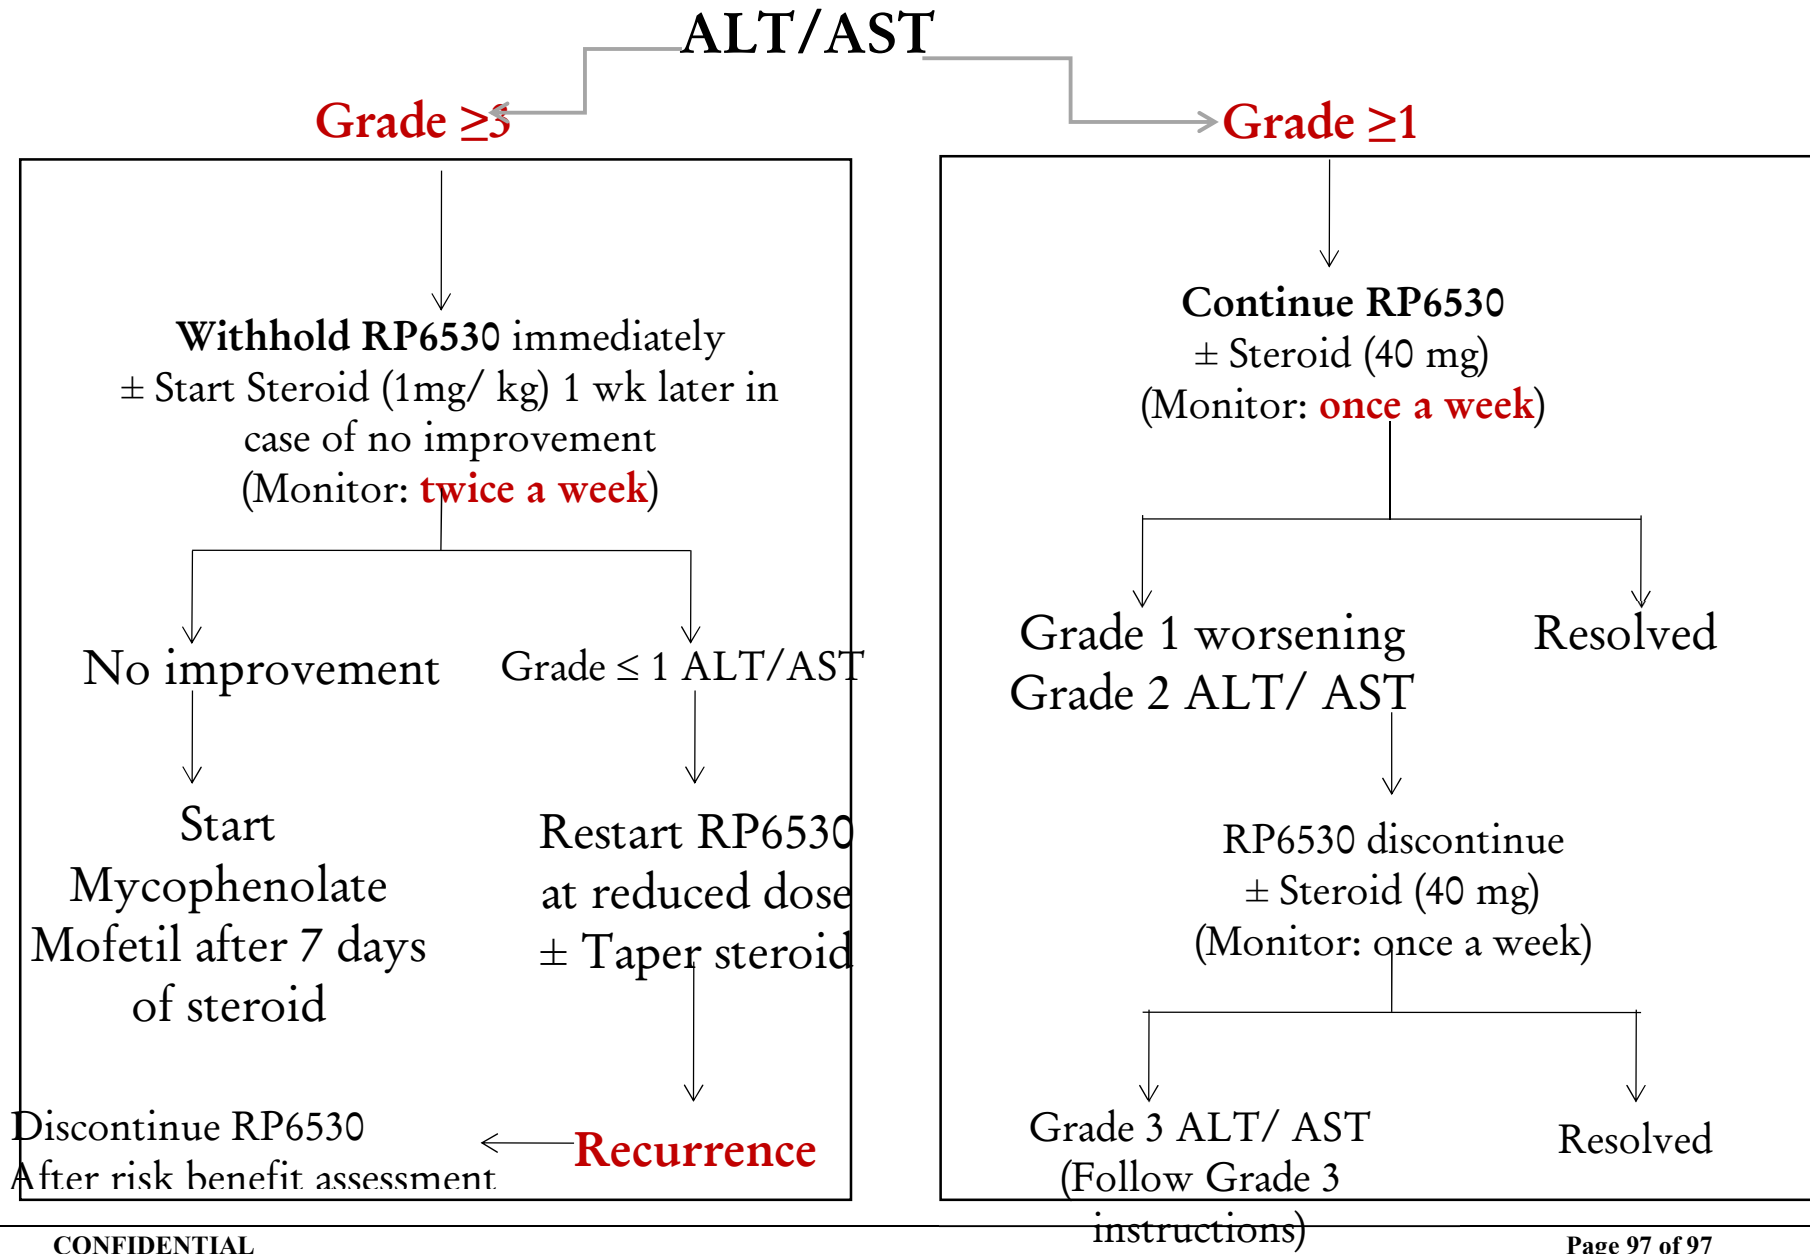 ALT/AST
Grade ≥3
Withhold RP6530 immediately
± Start Steroid (1mg/ kg) 1 wk later in
case of no improvement
(Monitor: twice a week)
No improvement
Grade ≤ 1 ALT/AST
Start
Mycophenolate
Mofetil after 7 days
of steroid
Restart RP6530
at reduced dose
± Taper steroid
Recurrence
Discontinue RP6530
After risk benefit assessment
Grade ≥1
Continue RP6530
± Steroid (40 mg)
(Monitor: once a week)
Grade 1 worsening
Grade 2 ALT/ AST
Resolved
RP6530 discontinue
± Steroid (40 mg)
(Monitor: once a week)
Grade 3 ALT/ AST
(Follow Grade 3
instructions)
Resolved
CONFIDENTIAL
Page 97 of 97